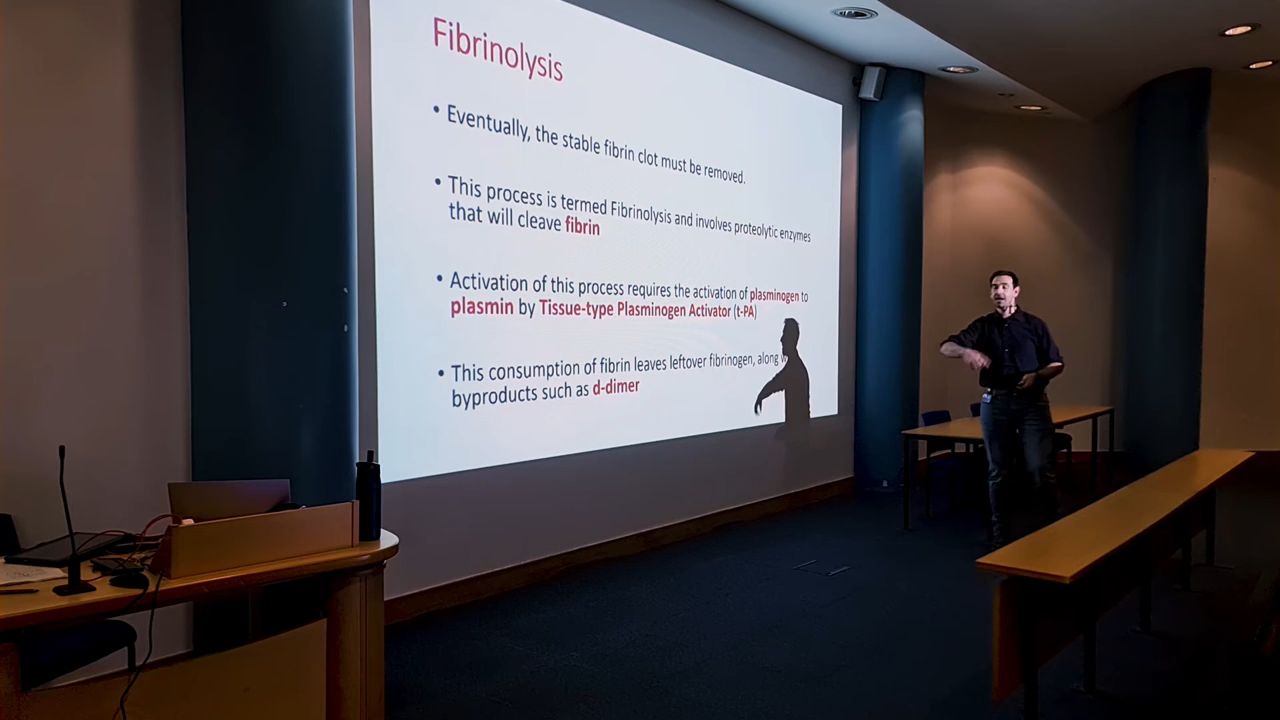 Fibrinolysis
• Eventually, the stable fibrin clot must be removed.
• This process is termed Fibrinolysis and involves proteolytic enzymes
that will cleave fibrin
• Activation of this process requires the activation of plasminogen to
plasmin by Tissue-type Plasminogen Activator (t-PA)
• This consumption of fibrin leaves leftover fibrinogen, along
byproducts such as d-dimer